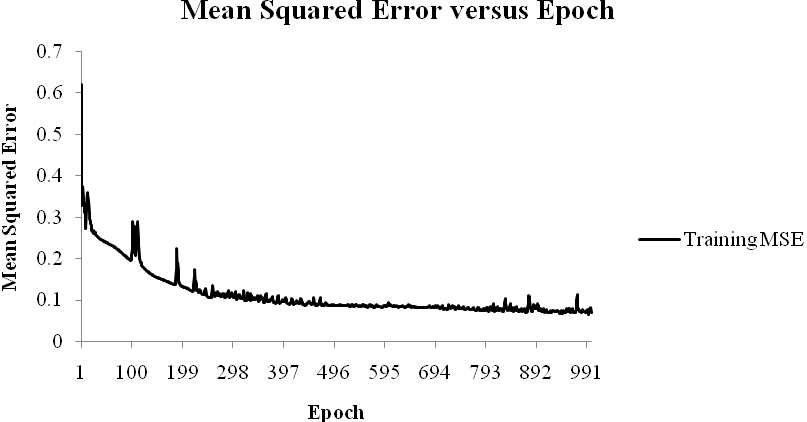 Mean Squared Error versus Epoch
0.7
0.6
0.5
0.4
0.3
0.2
0.1
0
Mean Squared Error
1 100 199 298 397 496 595 694 793 892 991
Epoch
Training MSE